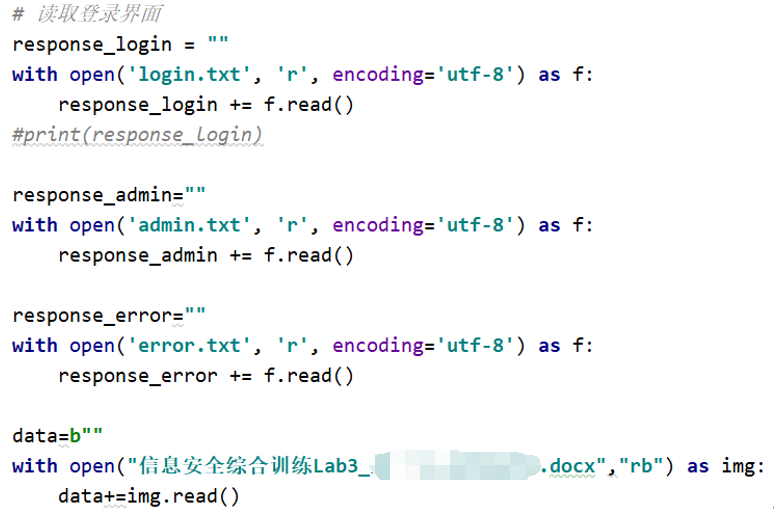 # 读取登录界面
response_login = ""
with open('login.txt', 'r', encoding='utf-8') as f:
    response_login += f.read()
#print(response_login)
response_admin=""
with open('admin.txt', 'r', encoding='utf-8') as f:
    response_admin += f.read()
response_error=""
with open('error.txt', 'r', encoding='utf-8') as f:
    response_error += f.read()
data=b""
with open("信息安全综合训练Lab3_.docx","rb") as img:
    data+=img.read()